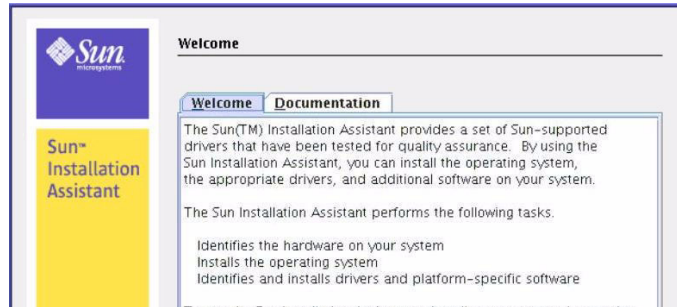 Sun
microsystems
Welcome
Welcome Documentation
Sun™
Installation
Assistant
The Sun(TM) Installation Assistant provides a set of Sun-supported
drivers that have been tested for quality assurance. By using the
Sun Installation Assistant, you can install the operating system,
the appropriate drivers, and additional software on your system.
The Sun Installation Assistant performs the following tasks.
Identifies the hardware on your system
Installs the operating system
Identifies and installs drivers and platform-specific software